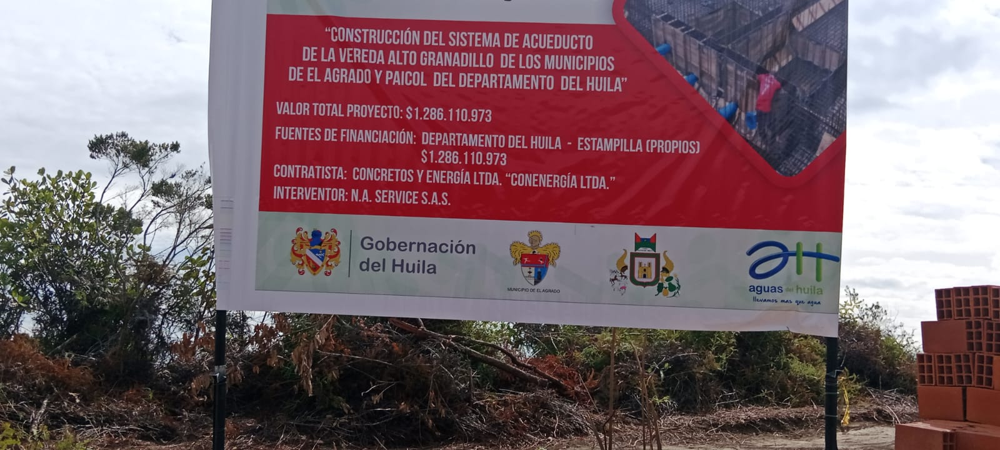 “CONSTRUCCIÓN DEL SISTEMA DE ACUEDUCTO
DE LA VEREDA ALTO GRANADILLO DE LOS MUNICIPIOS
DE EL AGRADO Y PAICOL DEL DEPARTAMENTO DEL HUILA”
VALOR TOTAL PROYECTO: $1.286.110.973
FUENTES DE FINANCIACIÓN: DEPARTAMENTO DEL HUILA - ESTAMPILLA (PROPIOS)
$1.286.110.973
CONTRATISTA: CONCRETOS Y ENERGÍA LTDA. “CONENERGÍA LTDA.”
INTERVENTOR: N.A. SERVICE S.A.S.
Gobernación
del Huila
MUNICIPIO DE EL AGRADO
aguas del huila
llevamos mas que agua